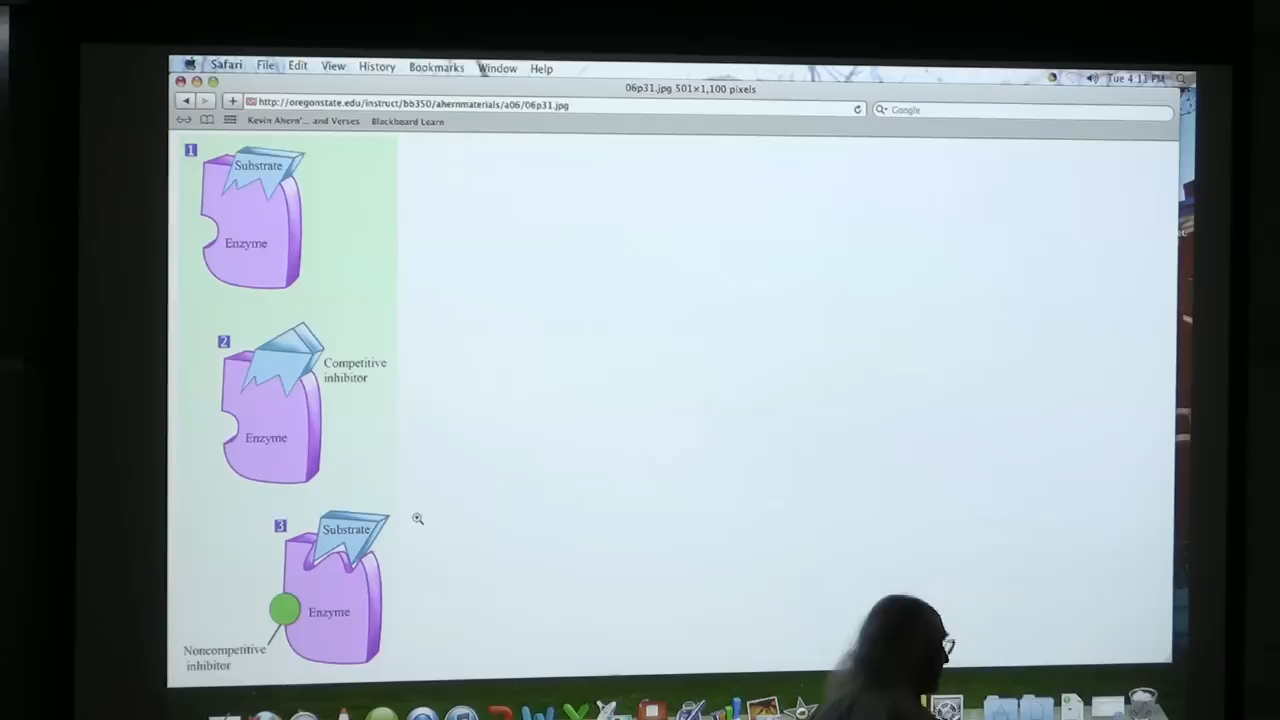 Safari File Edit View History Bookmarks Window Help
Tue 4:11 PM
06p31.jpg 501×1,100 pixels
http://oregonstate.edu/instruct/bb350/ahernmaterials/a06/06p31.jpg
Google
Kevin Ahern'... and Verses Blackboard Learn
1
Substrate
Enzyme
2
Competitive
inhibitor
Enzyme
3
Substrate
Enzyme
Noncompetitive
inhibitor